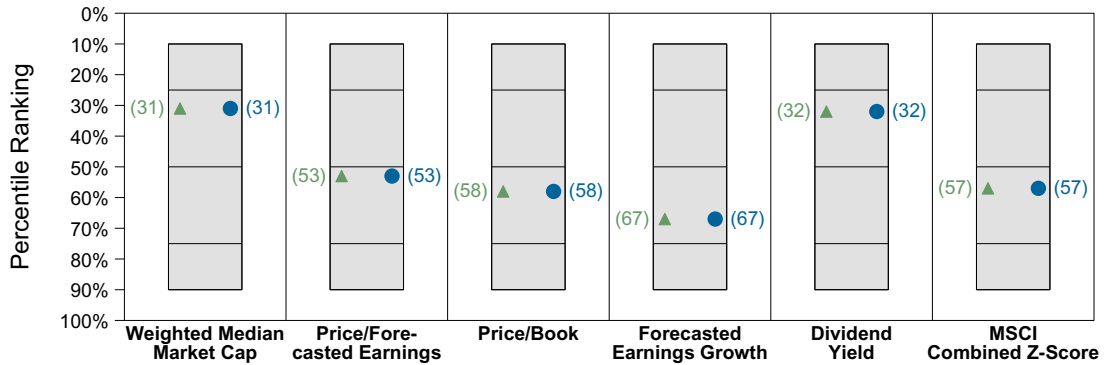 Percentile Ranking
0%
10%
20%
30%
40%
50%
60%
70%
80%
90%
100%
(31) (31)
(53) (53)
(58) (58)
(67) (67)
(32) (32)
(57) (57)
Weighted Median
Market Cap
Price/Fore-
casted Earnings
Price/Book
Forecasted
Earnings Growth
Dividend
Yield
MSCI
Combined Z-Score